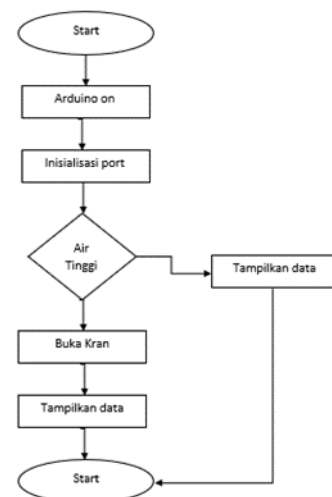 Start
Arduino on
Inisialisasi port
Air
Tinggi
Tampilkan data
Buka Kran
Tampilkan data
Start